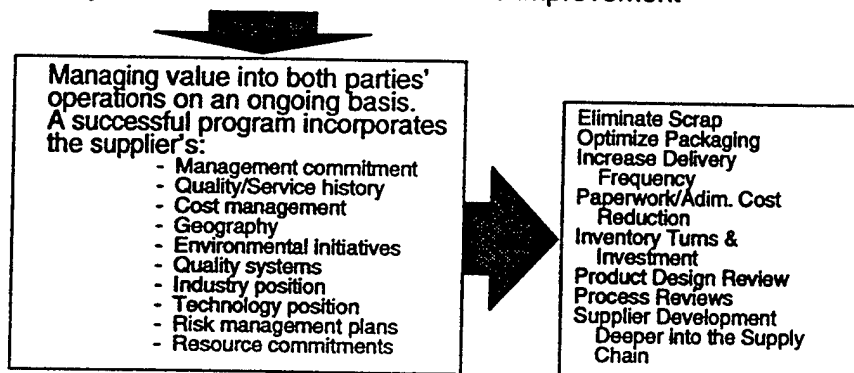 Improvement
Managing value into both parties'
operations on an ongoing basis.
A successful program incorporates
the supplier's:
- Management commitment
- Quality/Service history
- Cost management
- Geography
- Environmental initiatives
- Quality systems
- Industry position
- Technology position
- Risk management plans
- Resource commitments
Eliminate Scrap
Optimize Packaging
Increase Delivery
Frequency
Paperwork/Adim. Cost
Reduction
Inventory Turns &
Investment
Product Design Review
Process Reviews
Supplier Development
Deeper into the Supply
Chain